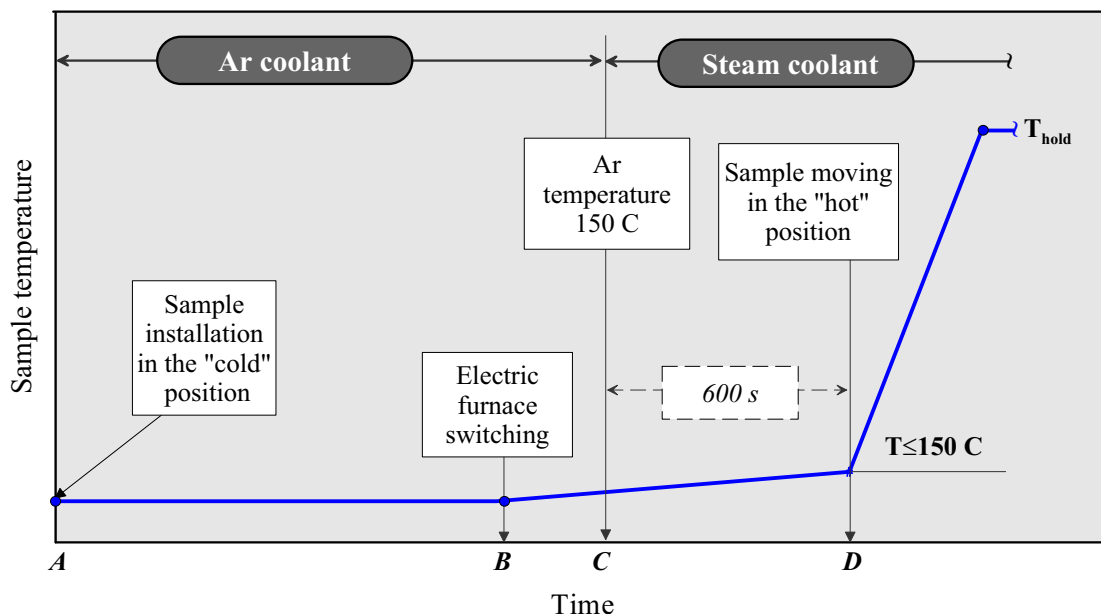 Ar coolant
Steam coolant
T hold
Ar
temperature
150 C
Sample moving
in the "hot"
position
Sample temperature
Sample
installation
in the "cold"
position
Electric
furnace
switching
600 s
T≤150 C
A
B
C
D
Time